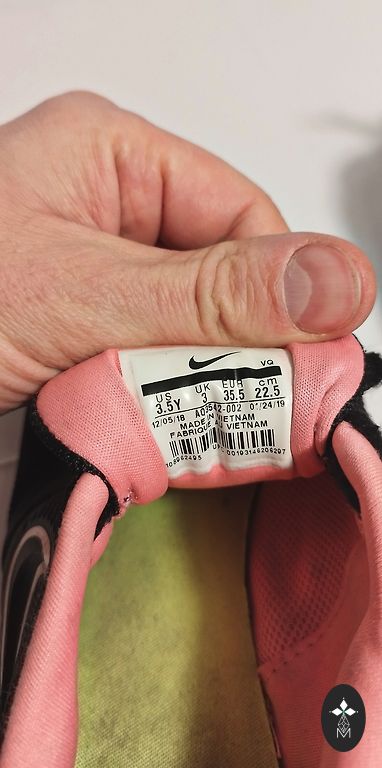 VQ
US UK EUR cm
3.5Y 3 35.5 22.5
12/05/18 01/24/19
MADE IN VIETNAM
FABRIQUÉ AU VIETNAM
M